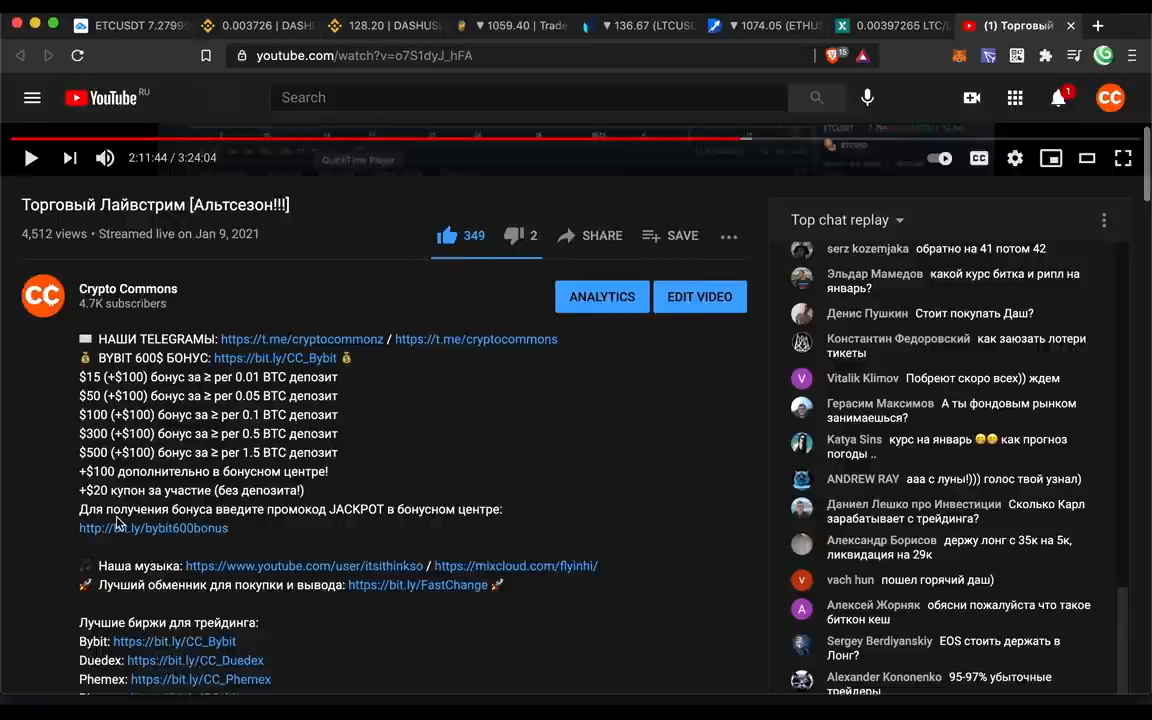 ETCUSDT 7.2799
0.003726 | DASH
128.20 | DASHUS
▼ 1059.40 | Trade
▼ 136.67 (LTCUSD
▼ 1074.05 (ETHU
0.00397265 LTC/
(1) Торговый
youtube.com/watch?v=o7S1dyJ_hFA
15
YouTube RU
Search
1
CC
QuickTime Player
2:11:44 / 3:24:04
CC
Торговый Лайвстрим [Альтсезон!!!]
4,512 views • Streamed live on Jan 9, 2021
349
2
SHARE
SAVE
CC
Crypto Commons
4.7K subscribers
ANALYTICS
EDIT VIDEO
НАШИ TELEGRAMЫ: https://t.me/cryptocommonz / https://t.me/cryptocommons
💰 BYBIT 600$ БОНУС: https://bit.ly/CC_Bybit 💰
$15 (+$100) бонус за ≥ per 0.01 BTC депозит
$50 (+$100) бонус за ≥ per 0.05 BTC депозит
$100 (+$100) бонус за ≥ per 0.1 BTC депозит
$300 (+$100) бонус за ≥ per 0.5 BTC депозит
$500 (+$100) бонус за ≥ per 1.5 BTC депозит
+$100 дополнительно в бонусном центре!
+$20 купон за участие (без депозита!)
Для получения бонуса введите промокод JACKPOT в бонусном центре:
http://bit.ly/bybit600bonus
🎵 Наша музыка: https://www.youtube.com/user/itsithinkso / https://mixcloud.com/flyinhi/
🚀 Лучший обменник для покупки и вывода: https://bit.ly/FastChange 🚀
Лучшие биржи для трейдинга:
Bybit: https://bit.ly/CC_Bybit
Duedex: https://bit.ly/CC_Duedex
Phemex: https://bit.ly/CC_Phemex
Top chat replay
serz kozemjaka обратно на 41 потом 42
Эльдар Мамедов какой курс битка и рипл на
январь?
Денис Пушкин Стоит покупать Даш?
Константин Федоровский как заюзать лотери
тикеты
V
Vitalik Klimov Побреют скоро всех)) ждем
Герасим Максимов А ты фондовым рынком
занимаешься?
Katya Sins курс на январь 🤭🤭 как прогноз
погоды ..
ANDREW RAY ааа с луны!))) голос твой узнал)
Даниел Лешко про Инвестиции Сколько Карл
зарабатывает с трейдинга?
Александр Борисов держу лонг с 35к на 5к,
ликвидация на 29к
v
vach hun пошел горячий даш)
A
Алексей Жорняк обясни пожалуйста что такое
биткон кеш
Sergey Berdiyanskiy EOS стоить держать в
Лонг?
Alexander Kononenko 95-97% убыточные
трейдеры